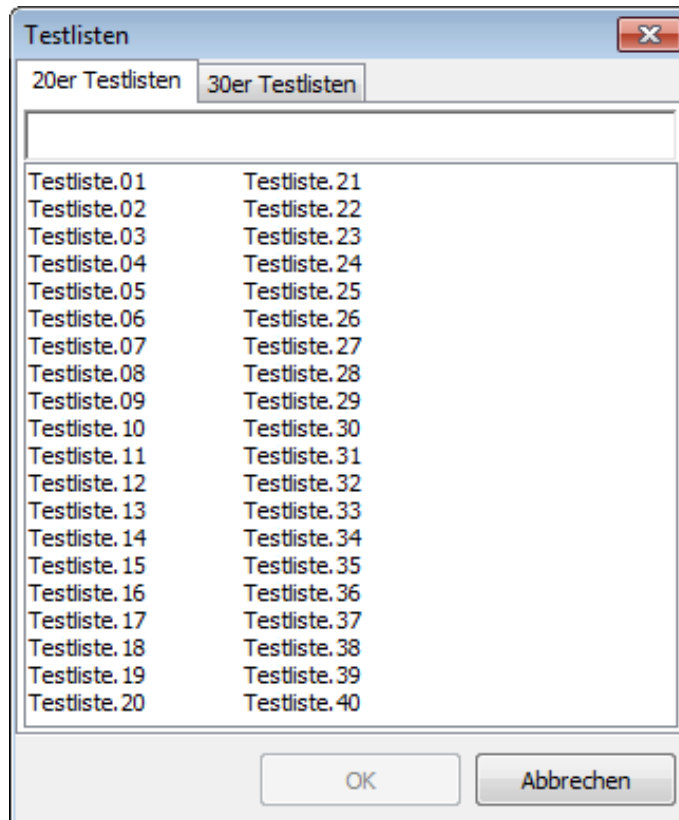 Testlisten
20er Testlisten 30er Testlisten
Testliste.01 Testliste.21
Testliste.02 Testliste.22
Testliste.03 Testliste.23
Testliste.04 Testliste.24
Testliste.05 Testliste.25
Testliste.06 Testliste.26
Testliste.07 Testliste.27
Testliste.08 Testliste.28
Testliste.09 Testliste.29
Testliste.10 Testliste.30
Testliste.11 Testliste.31
Testliste.12 Testliste.32
Testliste.13 Testliste.33
Testliste.14 Testliste.34
Testliste.15 Testliste.35
Testliste.16 Testliste.36
Testliste.17 Testliste.37
Testliste.18 Testliste.38
Testliste.19 Testliste.39
Testliste.20 Testliste.40
OK Abbrechen